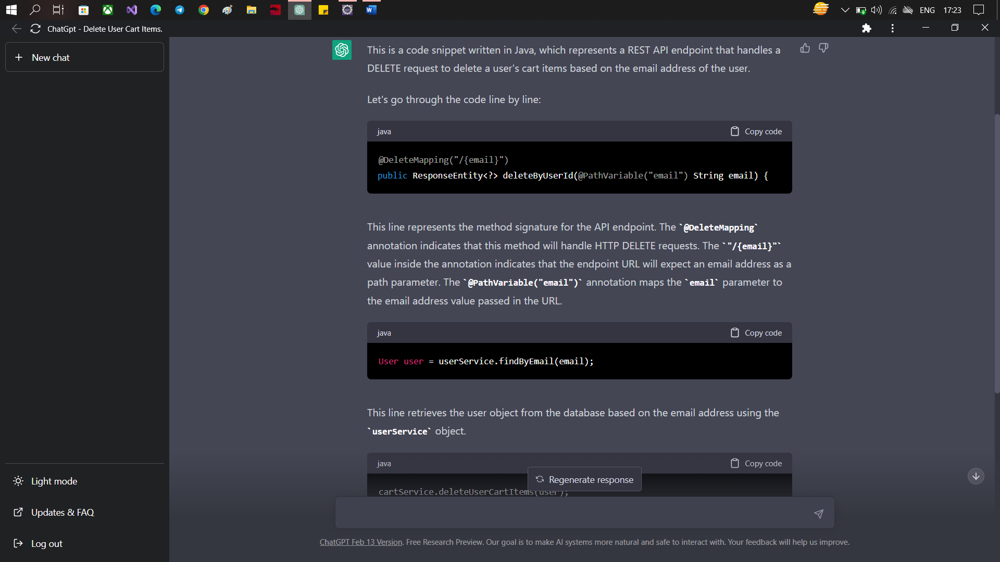 ENG 17:23
ChatGpt - Delete User Cart Items.
New chat
This is a code snippet written in Java, which represents a REST API endpoint that handles a
DELETE request to delete a user's cart items based on the email address of the user.
Let's go through the code line by line:
java Copy code
@DeleteMapping("/{email}")
public ResponseEntity<?> deleteByUserId(@PathVariable("email") String email) {
This line represents the method signature for the API endpoint. The `@DeleteMapping`
annotation indicates that this method will handle HTTP DELETE requests. The `"/{email}"`
value inside the annotation indicates that the endpoint URL will expect an email address as a
path parameter. The `@PathVariable("email")` annotation maps the `email` parameter to
the email address value passed in the URL.
java Copy code
User user = userService.findByEmail(email);
This line retrieves the user object from the database based on the email address using the
`userService` object.
java Copy code
cartService.deleteUserCartItems(user);
Regenerate response
Light mode
Updates & FAQ
Log out
ChatGPT Feb 13 Version. Free Research Preview. Our goal is to make AI systems more natural and safe to interact with. Your feedback will help us improve.